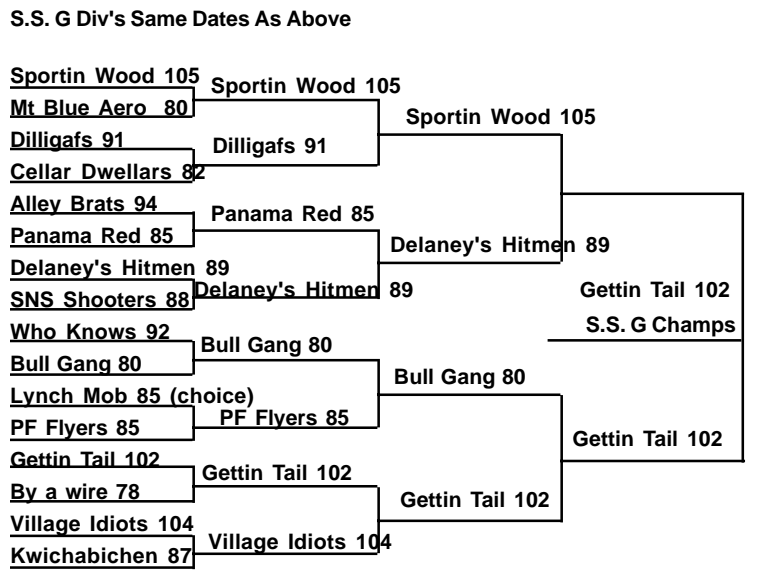 S.S. G Div's Same Dates As Above
Sportin Wood 105
Mt Blue Aero 80
Dilligafs 91
Cellar Dwellars 82
Alley Brats 94
Panama Red 85
Delaney's Hitmen 89
SNS Shooters 88
Who Knows 92
Bull Gang 80
Lynch Mob 85 (choice)
PF Flyers 85
Gettin Tail 102
By a wire 78
Village Idiots 104
Kwichabichen 87
Sportin Wood 105
Dilligafs 91
Panama Red 85
Delaney's Hitmen 89
Bull Gang 80
PF Flyers 85
Gettin Tail 102
Village Idiots 104
Sportin Wood 105
Delaney's Hitmen 89
Bull Gang 80
Gettin Tail 102
Gettin Tail 102
Gettin Tail 102
S.S. G Champs